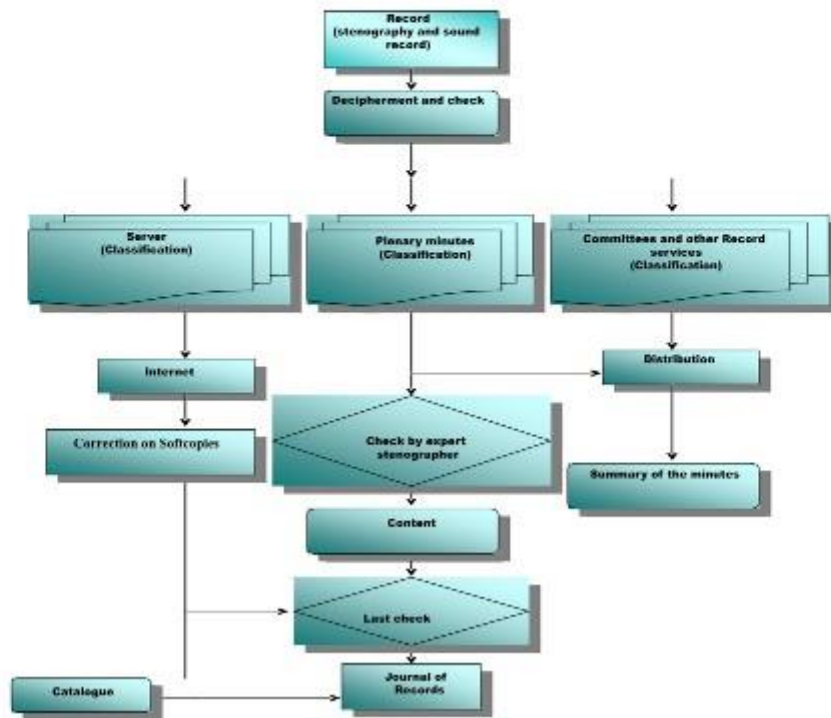 Record
(stenography and sound
record)
Decipherment and check
Server
(Classification)
Plenary minutes
(Classification)
Committees and other Record
services
(Classification)
Internet
Distribution
Correction on Softcopies
Check by expert
stenographer
Summary of the minutes
Content
Last check
Catalogue
Journal of
Records